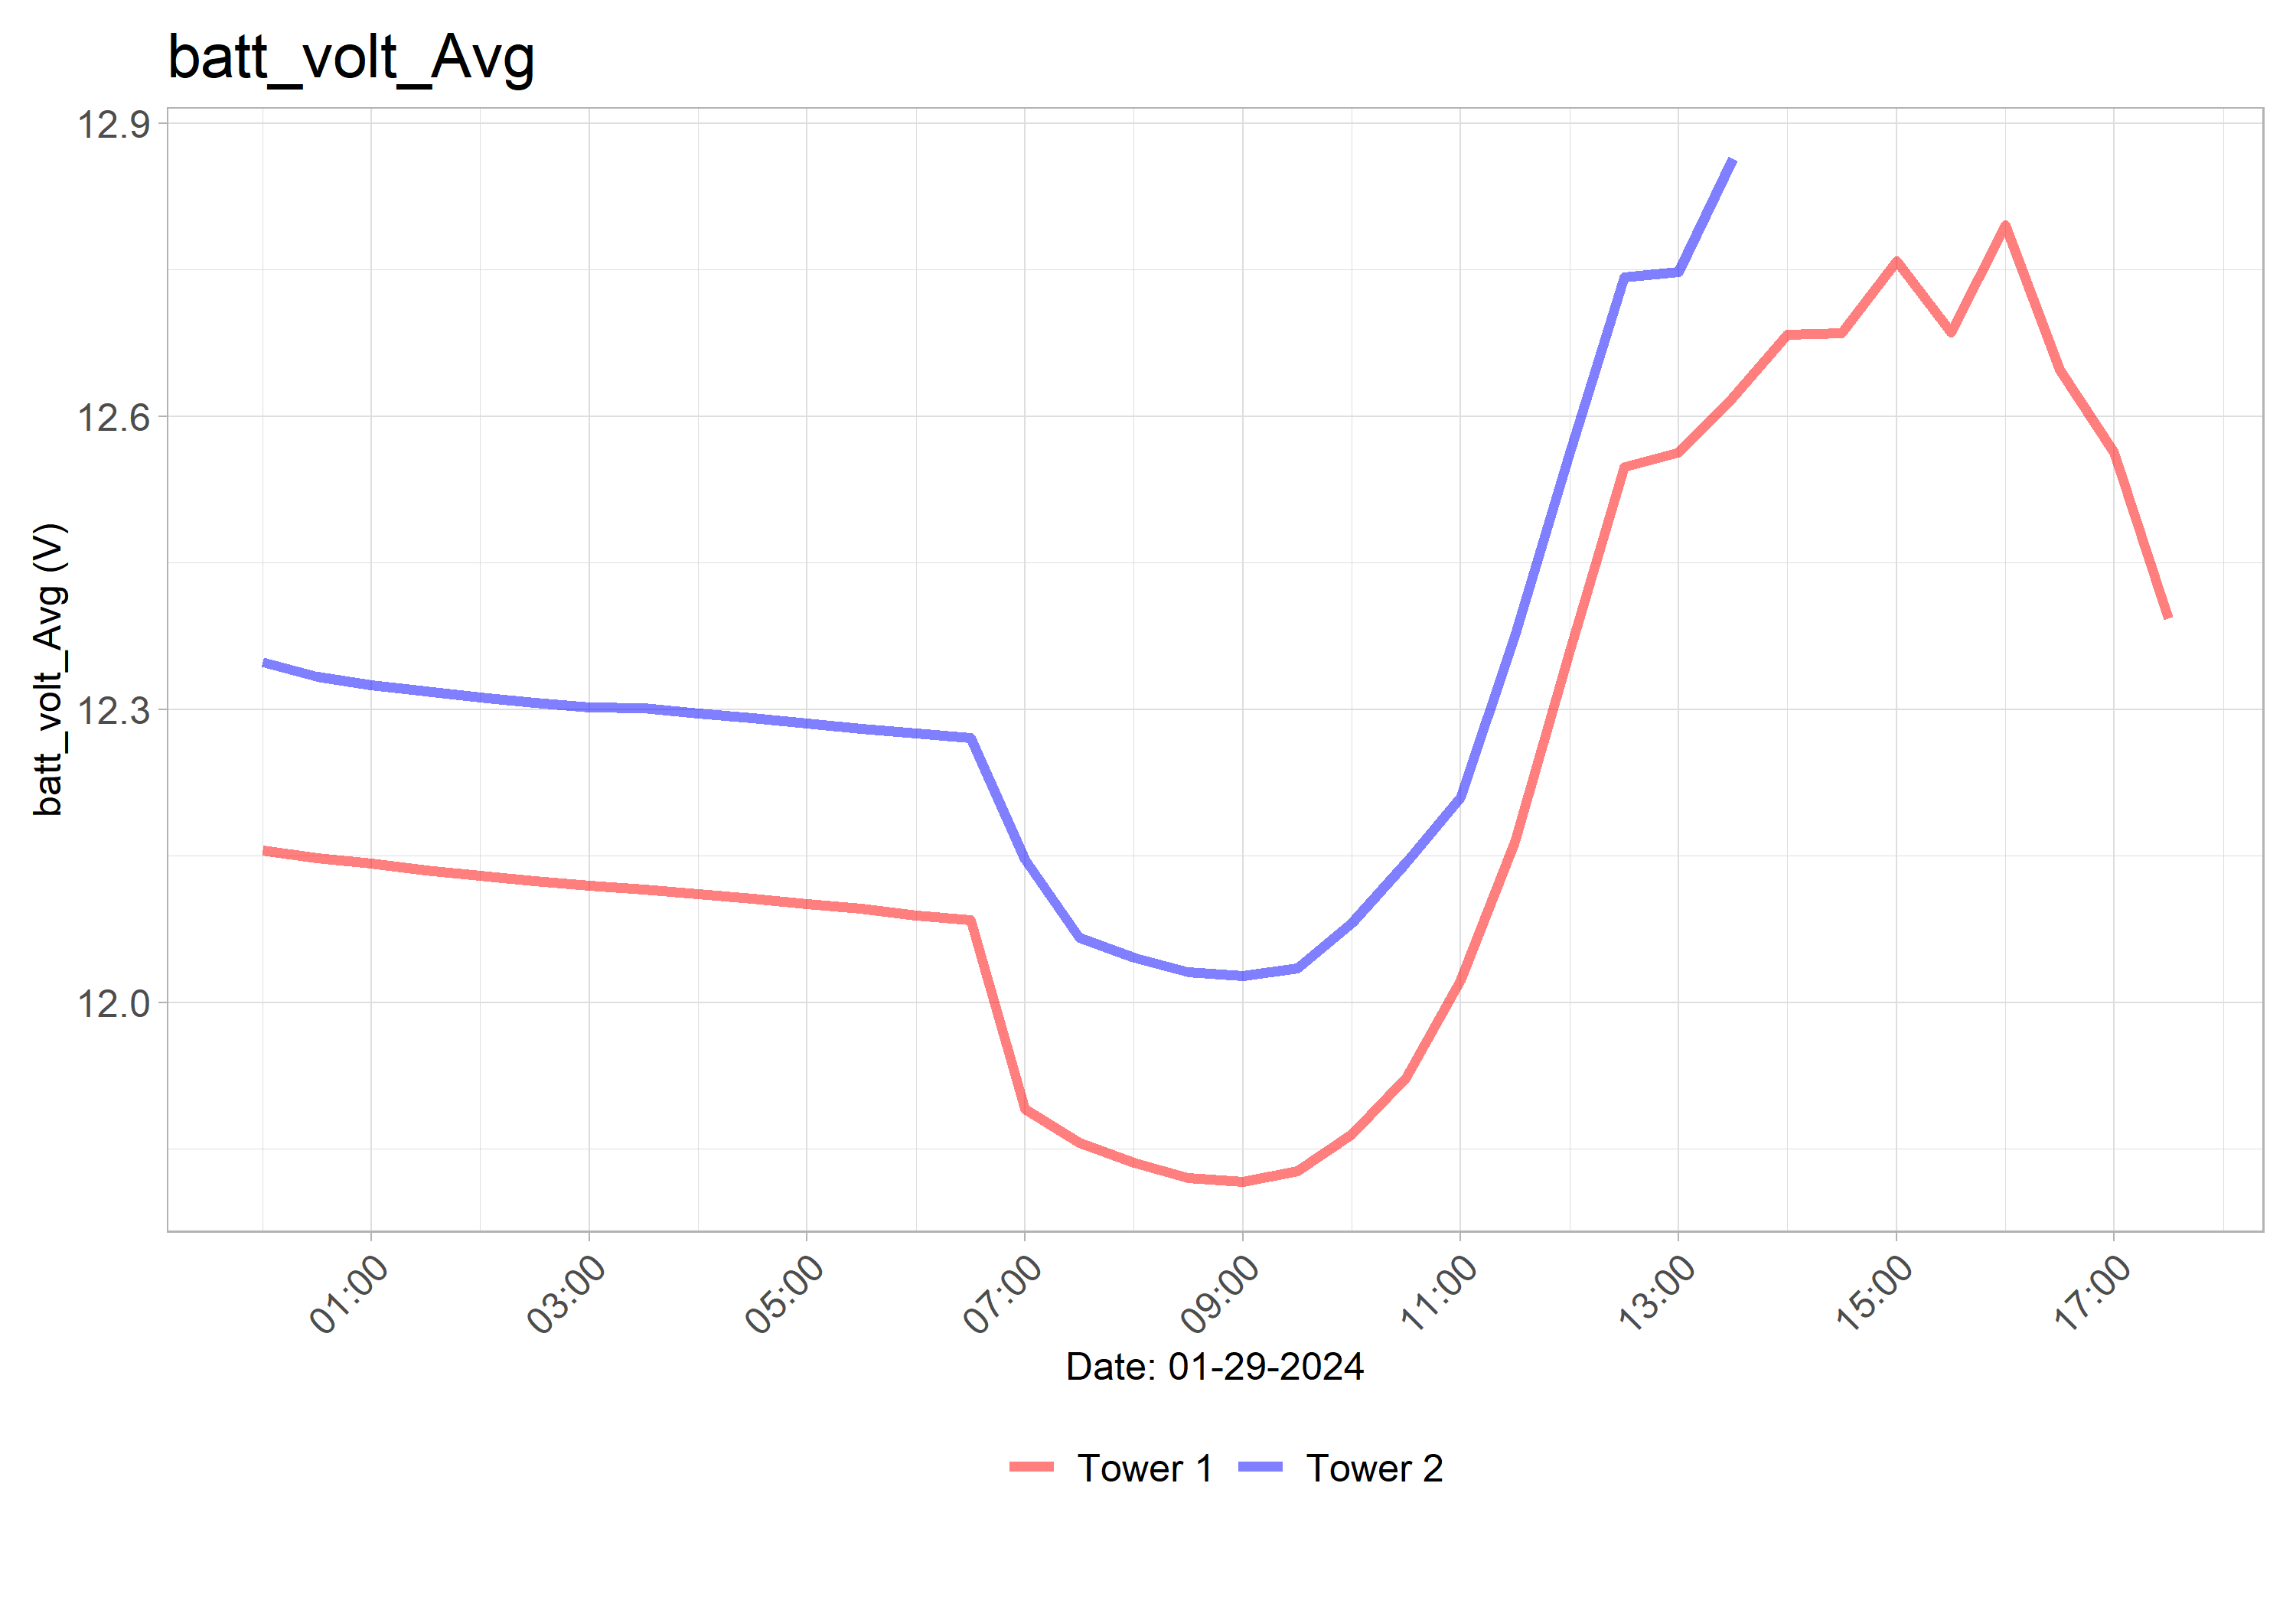 batt_volt_Avg
12.9
12.6
12.3
12.0
batt_volt_Avg (V)
01:00 03:00 05:00 07:00 09:00 11:00 13:00 15:00 17:00
Date: 01-29-2024
Tower 1 Tower 2